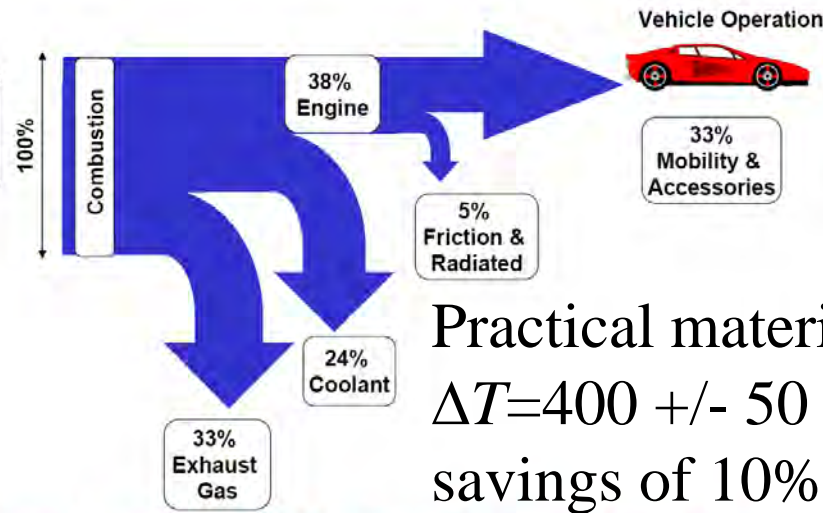 Vehicle Operation
100%
Combustion
38%
Engine
33%
Mobility &
Accessories
5%
Friction &
Radiated
24%
Coolant
33%
Exhaust
Gas
Practical materi
ΔT=400 +/- 50
savings of 10%